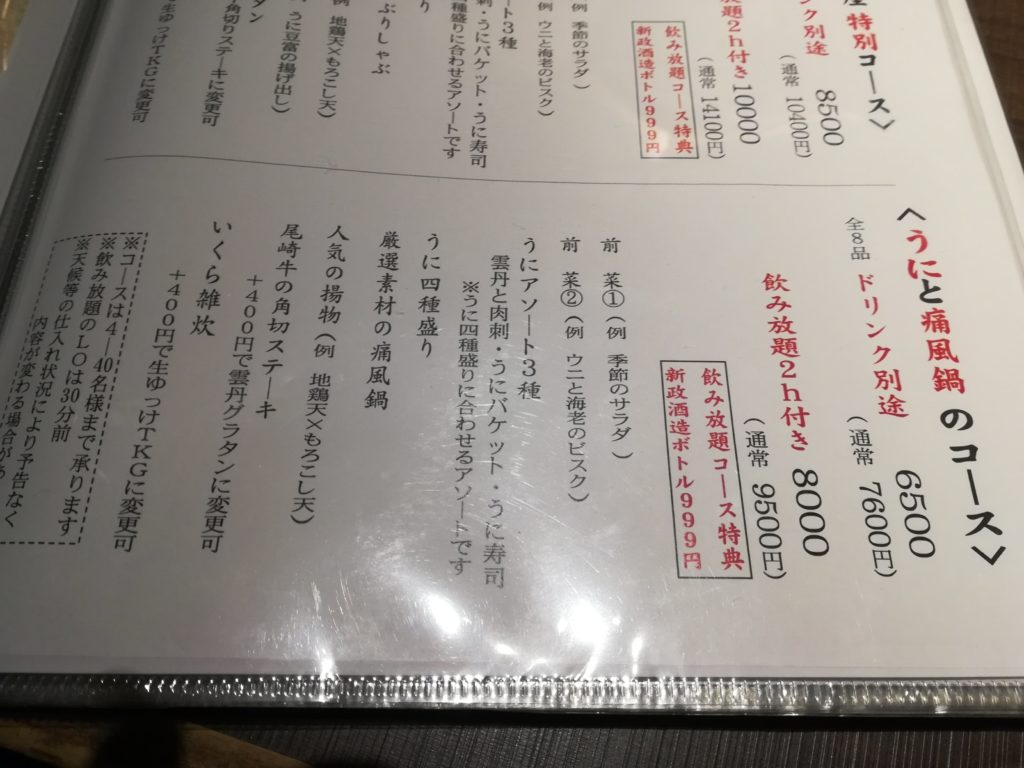 特別コース〉
ドリンク別途 8500
(通常 10400円)
放題2h付き 10000
(通常 14100円)
飲み放題コース特典
新政酒造ボトル999円
例 季節のサラダ)
例 ウニと海老のビスク)
ート3種
刺・うにバケット・うに寿司
盛りに合わせるアソートです
り
ぶりしゃぶ
例 地鶏天×もろこし天)
うに豆富の揚げ出し)
タン
角切りステーキに変更可
生ゆっけTKGに変更可
〈うにと痛風鍋のコース〉
全8品 ドリンク別途 6500
(通常 7600円)
飲み放題2h付き 8000
(通常 9500円)
飲み放題コース特典
新政酒造ボトル999円
前 菜①(例 季節のサラダ)
前 菜②(例 ウニと海老のビスク)
うにアソート3種
雲丹と肉刺・うにバケット・うに寿司
※うに四種盛りに合わせるアソートです
うに四種盛り
厳選素材の痛風鍋
人気の揚物(例 地鶏天×もろこし天)
尾崎牛の角切ステーキ
+400円で雲丹グラタンに変更可
いくら雑炊
+400円で生ゆっけTKGに変更可
※コースは4ー40名様まで承ります
※飲み放題のLOは30分前
※天候等の仕入れ状況により予告なく
内容が変わる場合があ